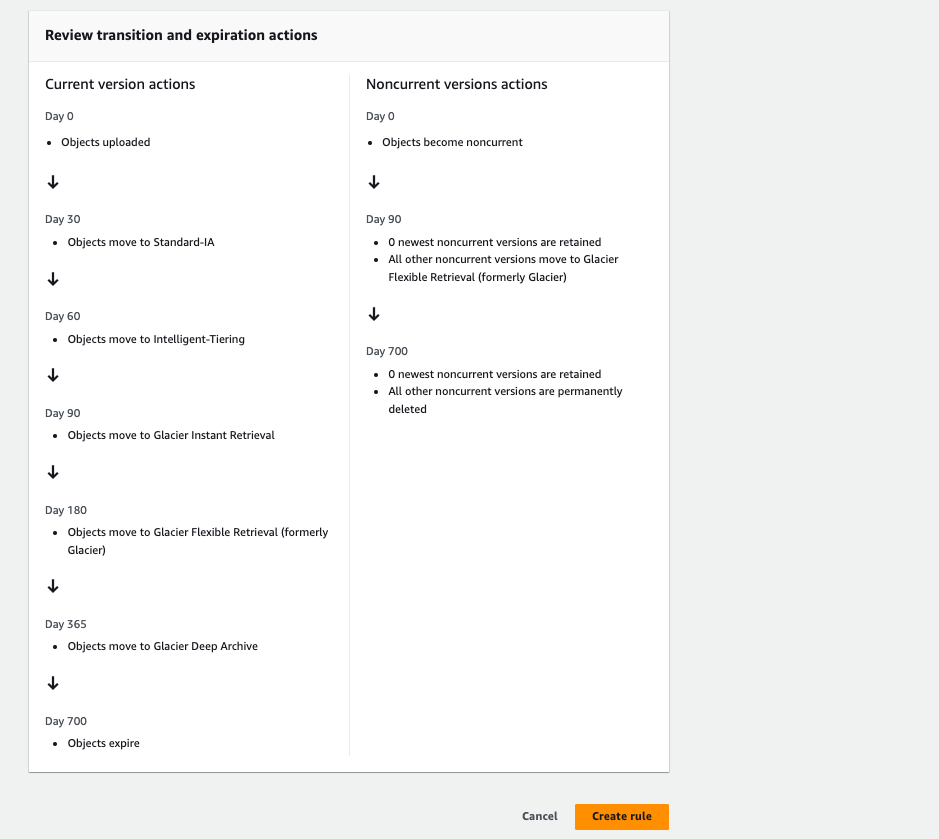 Review transition and expiration actions
Current version actions
Day 0
Objects uploaded
Day 30
Objects move to Standard-IA
Day 60
Objects move to Intelligent-Tiering
Day 90
Objects move to Glacier Instant Retrieval
Day 180
Objects move to Glacier Flexible Retrieval (formerly
Glacier)
Day 365
Objects move to Glacier Deep Archive
Day 700
Objects expire
Noncurrent versions actions
Day 0
Objects become noncurrent
Day 90
0 newest noncurrent versions are retained
All other noncurrent versions move to Glacier
Flexible Retrieval (formerly Glacier)
Day 700
0 newest noncurrent versions are retained
All other noncurrent versions are permanently
deleted
Cancel
Create rule